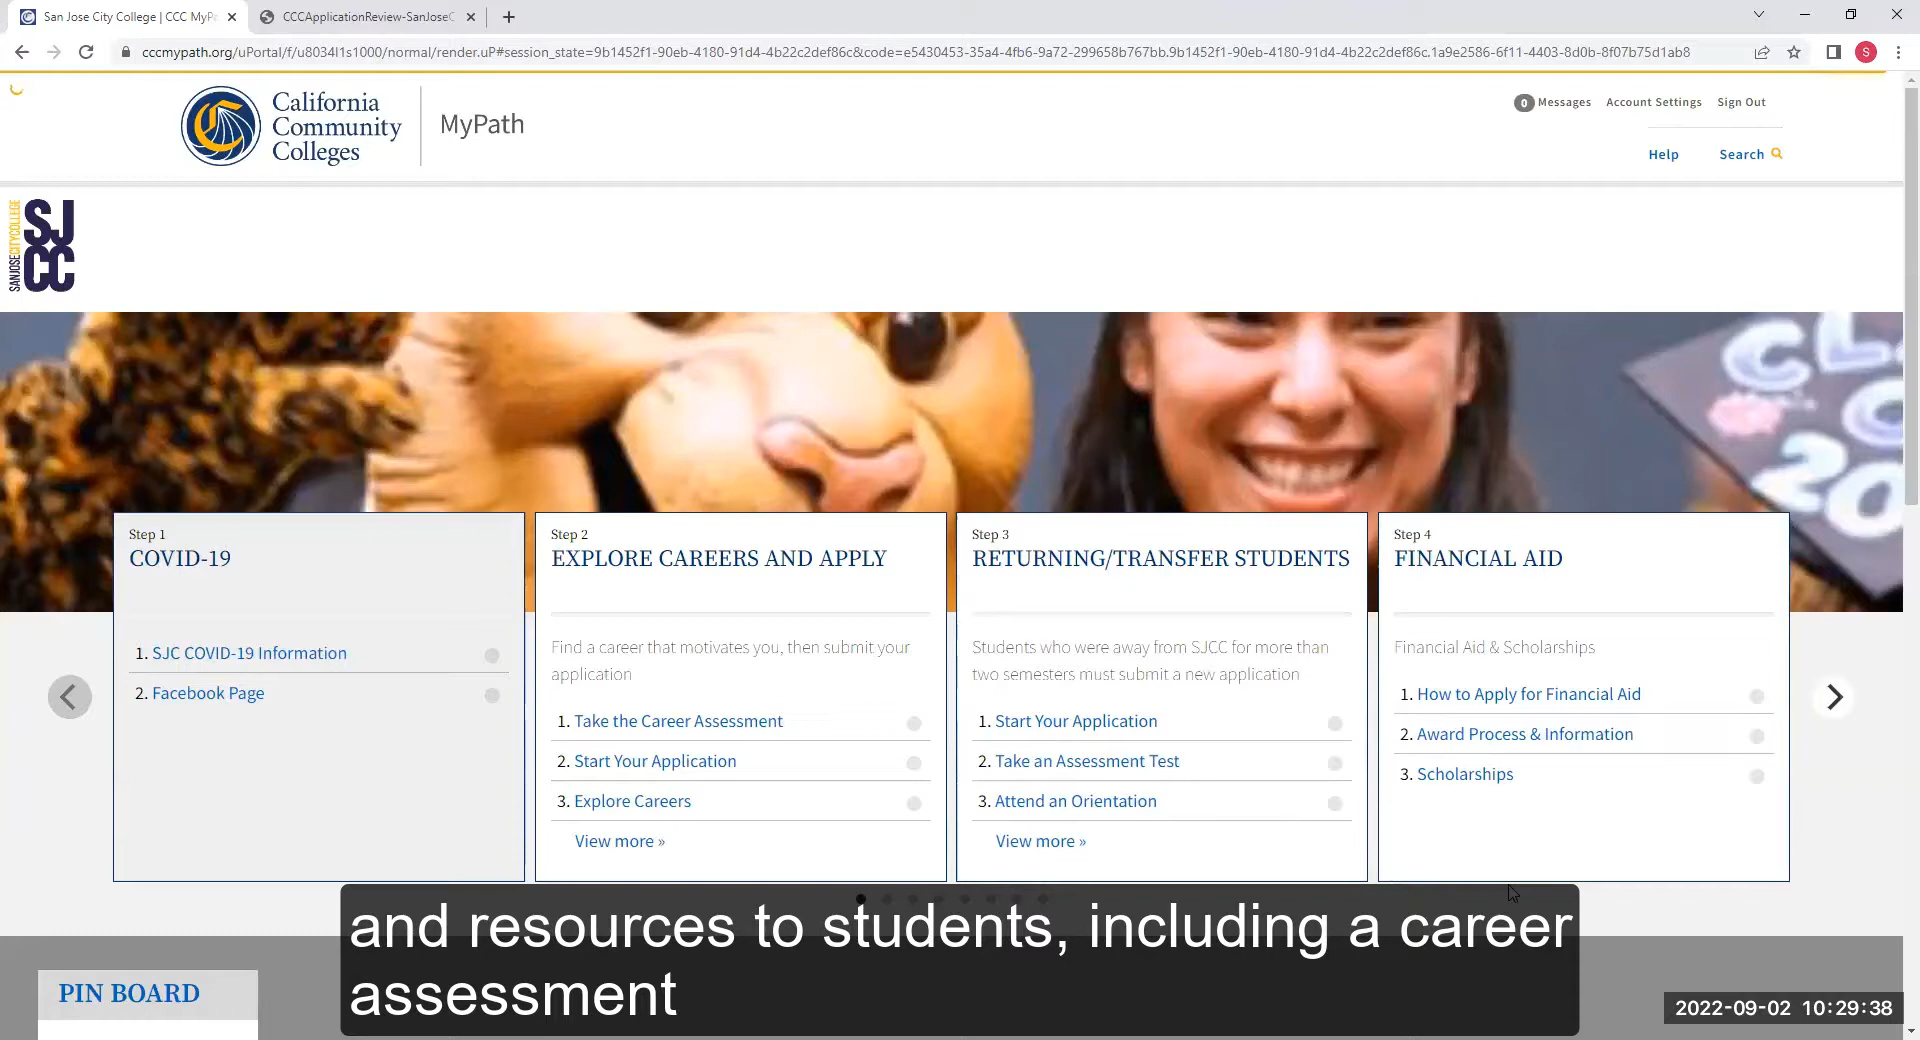 San Jose City College | CCC MyPa
CCCApplicationReview-SanJoseC
cccmypath.org/uPortal/f/u8034l1s1000/normal/render.uP#session_state=9b1452f1-90eb-4180-91d4-4b22c2def86c&code=e5430453-35a4-4fb6-9a72-299658b767bb.9b1452f1-90eb-4180-91d4-4b22c2def86c.1a9e2586-6f11-4403-8d0b-8f07b75d1ab8
S
California
Community
Colleges
MyPath
0 Messages Account Settings Sign Out
Help Search
SANJOSECITYCOLLEGE
SJ
CC
CL
C
20
Step 1
COVID-19
1. SJC COVID-19 Information
2. Facebook Page
Step 2
EXPLORE CAREERS AND APPLY
Find a career that motivates you, then submit your
application
1. Take the Career Assessment
2. Start Your Application
3. Explore Careers
View more »
Step 3
RETURNING/TRANSFER STUDENTS
Students who were away from SJCC for more than
two semesters must submit a new application
1. Start Your Application
2. Take an Assessment Test
3. Attend an Orientation
View more »
Step 4
FINANCIAL AID
Financial Aid & Scholarships
1. How to Apply for Financial Aid
2. Award Process & Information
3. Scholarships
and resources to students, including a career
assessment
PIN BOARD
2022-09-02 10:29:38